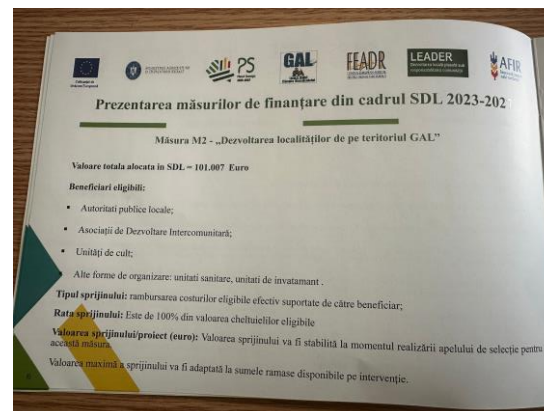 PS
GAL
FEADR
LEADER
AFIR
Prezentarea măsurilor de finanțare din cadrul SDL 2023-202
Măsura M2 - „Dezvoltarea localităților de pe teritoriul GAL”
Valoare totala alocata in SDL = 101.007 Euro
Beneficiari eligibili:
▪ Autoritati publice locale;
▪ Asociații de Dezvoltare Intercomunitară;
▪ Unități de cult;
▪ Alte forme de organizare: unitati sanitare, unitati de invatamant .
Tipul sprijinului: rambursarea costurilor eligibile efectiv suportate de către beneficiar;
Rata sprijinului: Este de 100% din valoarea cheltuielilor eligibile
Valoarea sprijinului/proiect (euro): Valoarea sprijinului va fi stabilită la momentul realizării apelului de selecție pentru
această măsura
Valoarea maximă a sprijinului va fi adaptată la sumele ramase disponibile pe intervenție.